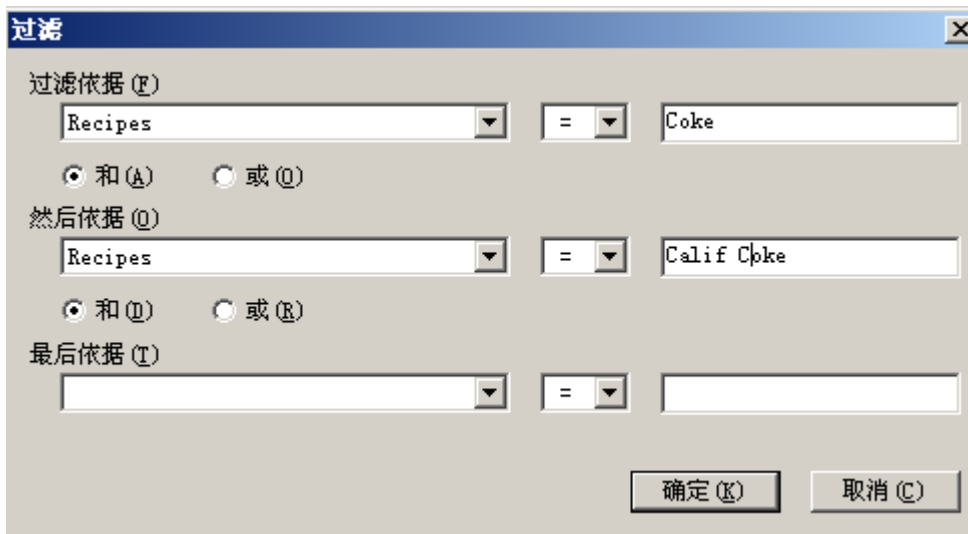 过滤
过滤依据(F)
Recipes = Coke
和(A) 或(O)
然后依据(O)
Recipes = Calif Coke
和(D) 或(R)
最后依据(T)
=
确定(K) 取消(C)